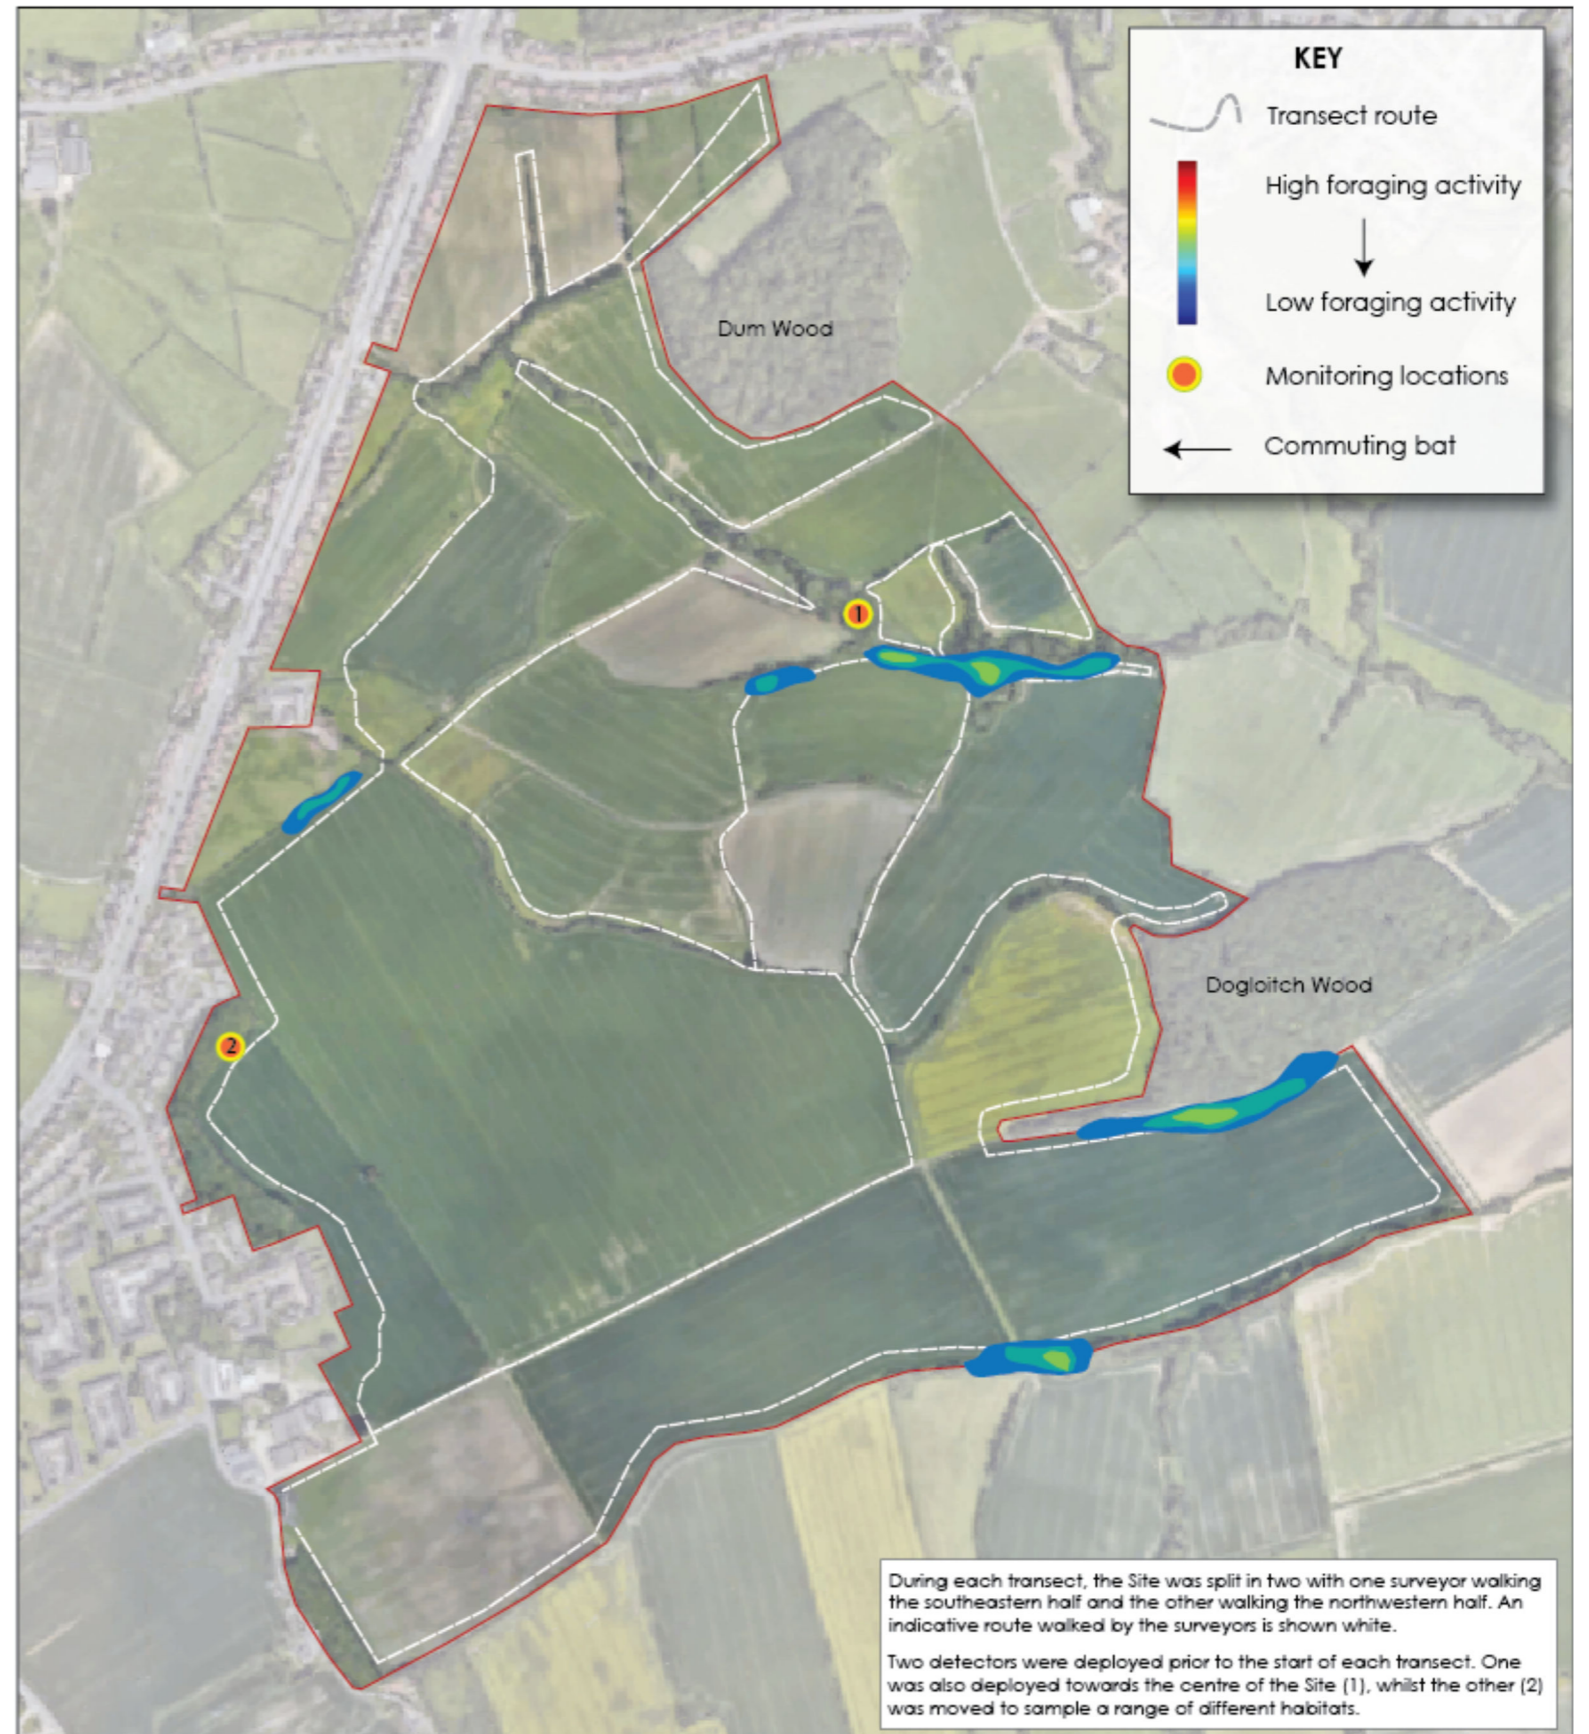 KEY
Transect route
High foraging activity
Low foraging activity
Monitoring locations
Commuting bat
Dum Wood
1
Dogloitch Wood
2
During each transect, the Site was split in two with one surveyor walking
the southeastern half and the other walking the northwestern half. An
indicative route walked by the surveyors is shown white.
Two detectors were deployed prior to the start of each transect. One
was also deployed towards the centre of the Site (1), whilst the other (2)
was moved to sample a range of different habitats.